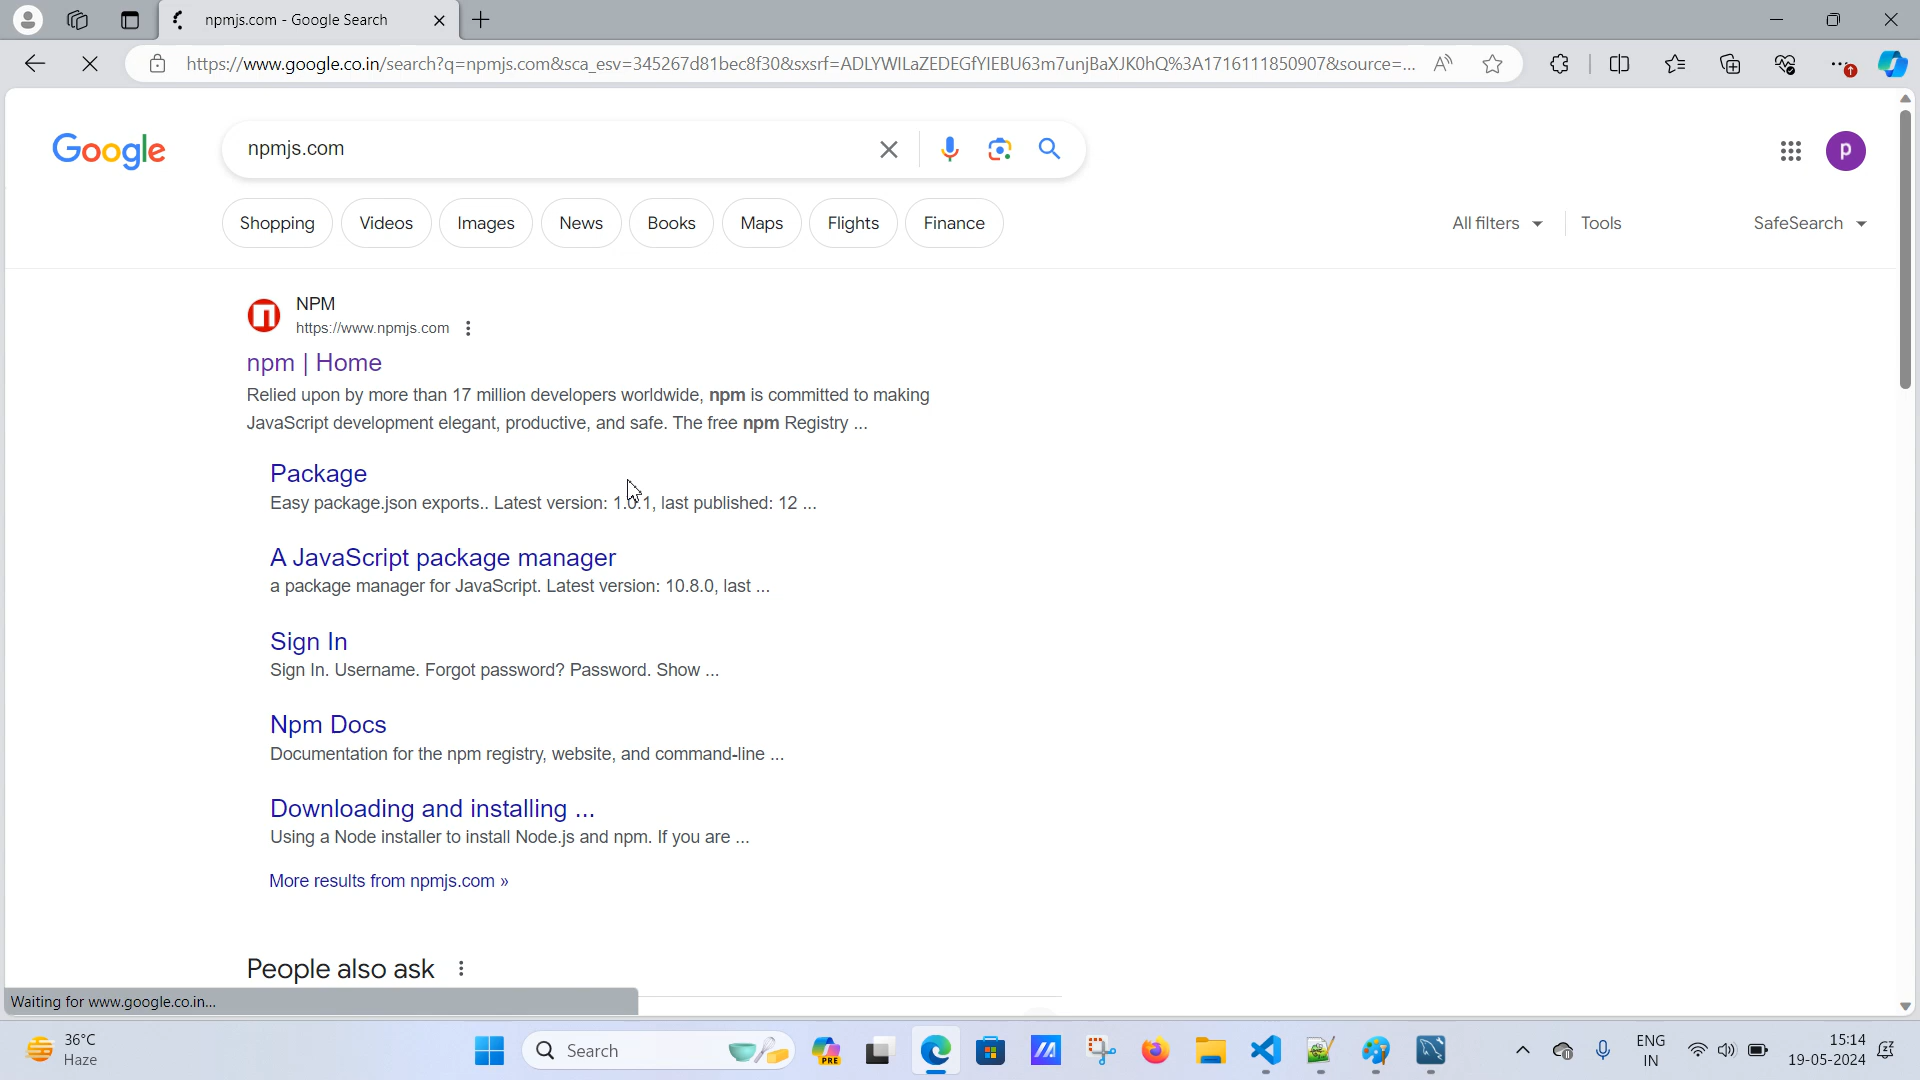 npmjs.com - Google Search
https://www.google.co.in/search?q=npmjs.com&sca_esv=345267d81bec8f30&sxsrf=ADLYWILaZEDEGfYIEBU63m7unjBaXJK0hQ%3A1716111850907&source=...
Google
npmjs.com
p
Shopping Videos Images News Books Maps Flights Finance All filters Tools SafeSearch
NPM
https://www.npmjs.com
npm | Home
Relied upon by more than 17 million developers worldwide, npm is committed to making
JavaScript development elegant, productive, and safe. The free npm Registry ...
Package
Easy package.json exports.. Latest version: 1.0.1, last published: 12 ...
A JavaScript package manager
a package manager for JavaScript. Latest version: 10.8.0, last ...
Sign In
Sign In. Username. Forgot password? Password. Show ...
Npm Docs
Documentation for the npm registry, website, and command-line ...
Downloading and installing ...
Using a Node installer to install Node.js and npm. If you are ...
More results from npmjs.com »
People also ask
Waiting for www.google.co.in...
36°C
Haze
Search
PRE
ENG
IN
15:14
19-05-2024